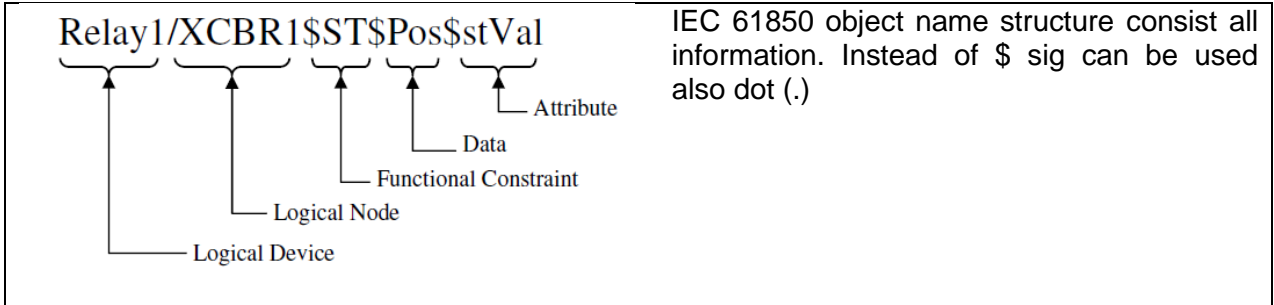 Relay1/XCBR1$ST$Pos$stVal
Attribute
Data
Functional Constraint
Logical Node
Logical Device
IEC 61850 object name structure consist all
information. Instead of $ sig can be used
also dot (.)